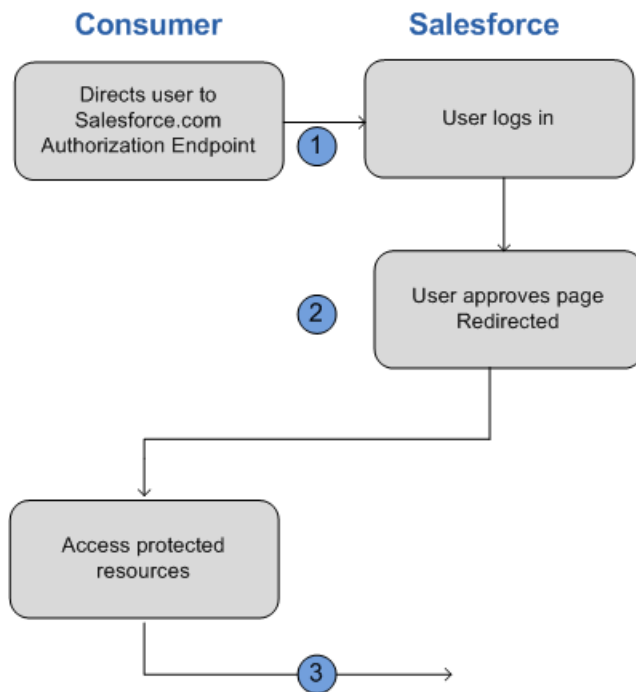 Consumer
Salesforce
Directs user to
Salesforce.com
Authorization Endpoint
1
User logs in
2
User approves page
Redirected
Access protected
resources
3